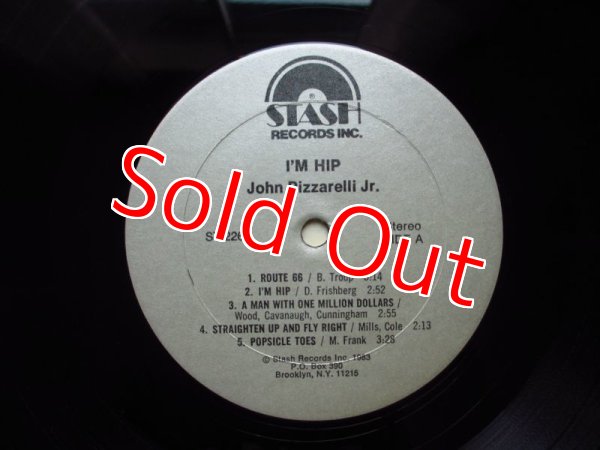 ®
STASH
RECORDS INC.
I'M HIP
John Pizzarelli Jr.
Sold Out
Stereo
A
1. ROUTE 66 / B. Troup 3:14
2. I'M HIP / D. Frishberg 2:52
3. A MAN WITH ONE MILLION DOLLARS /
Wood, Cavanaugh, Cunningham 2:55
4. STRAIGHTEN UP AND FLY RIGHT / Mills, Cole 2:13
5. POPSICLE TOES / M. Frank 3:28
© Stash Records Inc. 1983
P.O. Box 390
Brooklyn, N.Y. 11215